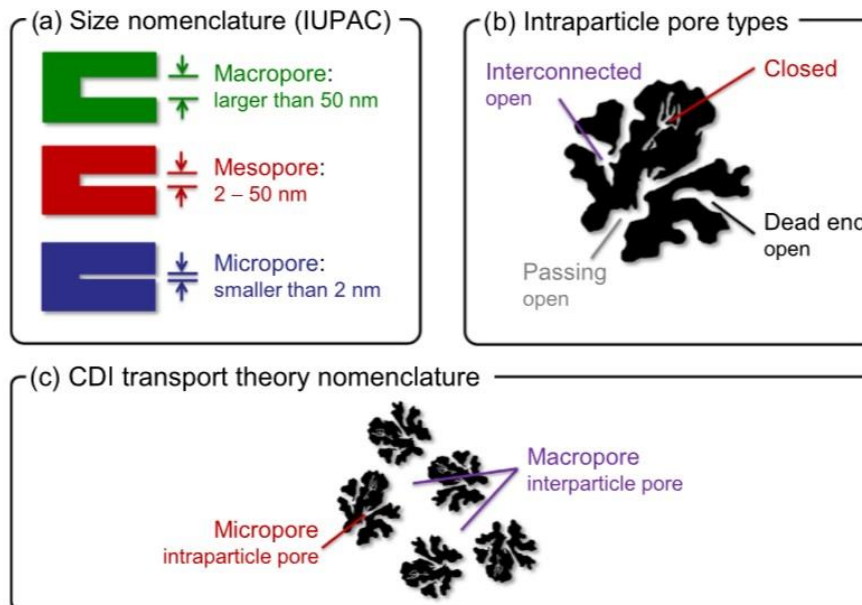 (a) Size nomenclature (IUPAC)
Macropore:
larger than 50 nm
Mesopore:
2 – 50 nm
Micropore:
smaller than 2 nm
(b) Intraparticle pore types
Interconnected
open
Closed
Dead end
open
Passing
open
(c) CDI transport theory nomenclature
Macropore
interparticle pore
Micropore
intraparticle pore